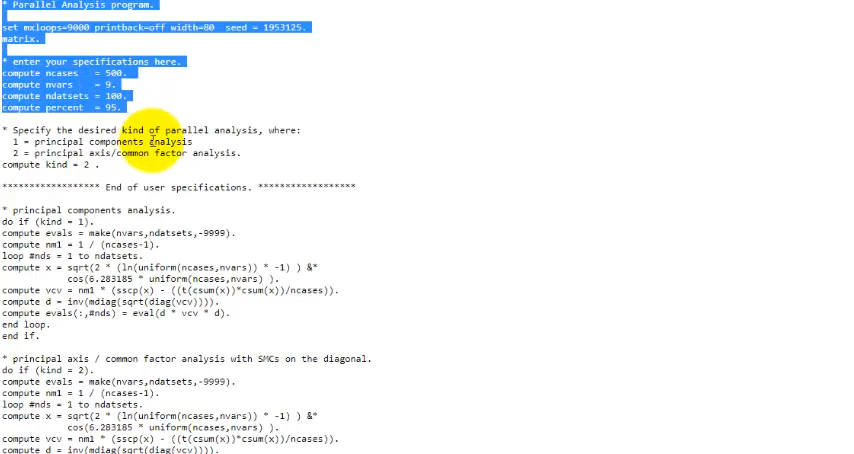 * Parallel Analysis program.
set mxloops=9000 printback=off width=80 seed = 1953125.
matrix.
* enter your specifications here.
compute ncases = 500.
compute nvars = 9.
compute ndatsets = 100.
compute percent = 95.
* Specify the desired kind of parallel analysis, where:
1 = principal components analysis
2 = principal axis/common factor analysis.
compute kind = 2 .
****************** End of user specifications. ******************
* principal components analysis.
do if (kind = 1).
compute evals = make(nvars,ndatsets,-9999).
compute nm1 = 1 / (ncases-1).
loop #nds = 1 to ndatsets.
compute x = sqrt(2 * (ln(uniform(ncases,nvars)) * -1) ) &*
cos(6.283185 * uniform(ncases,nvars) ).
compute vcv = nm1 * (sscp(x) - ((t(csum(x))*csum(x))/ncases)).
compute d = inv(mdiag(sqrt(diag(vcv)))).
compute evals(:,#nds) = eval(d * vcv * d).
end loop.
end if.
* principal axis / common factor analysis with SMCs on the diagonal.
do if (kind = 2).
compute evals = make(nvars,ndatsets,-9999).
compute nm1 = 1 / (ncases-1).
loop #nds = 1 to ndatsets.
compute x = sqrt(2 * (ln(uniform(ncases,nvars)) * -1) ) &*
cos(6.283185 * uniform(ncases,nvars) ).
compute vcv = nm1 * (sscp(x) - ((t(csum(x))*csum(x))/ncases)).
compute d = inv(mdiag(sqrt(diag(vcv)))).